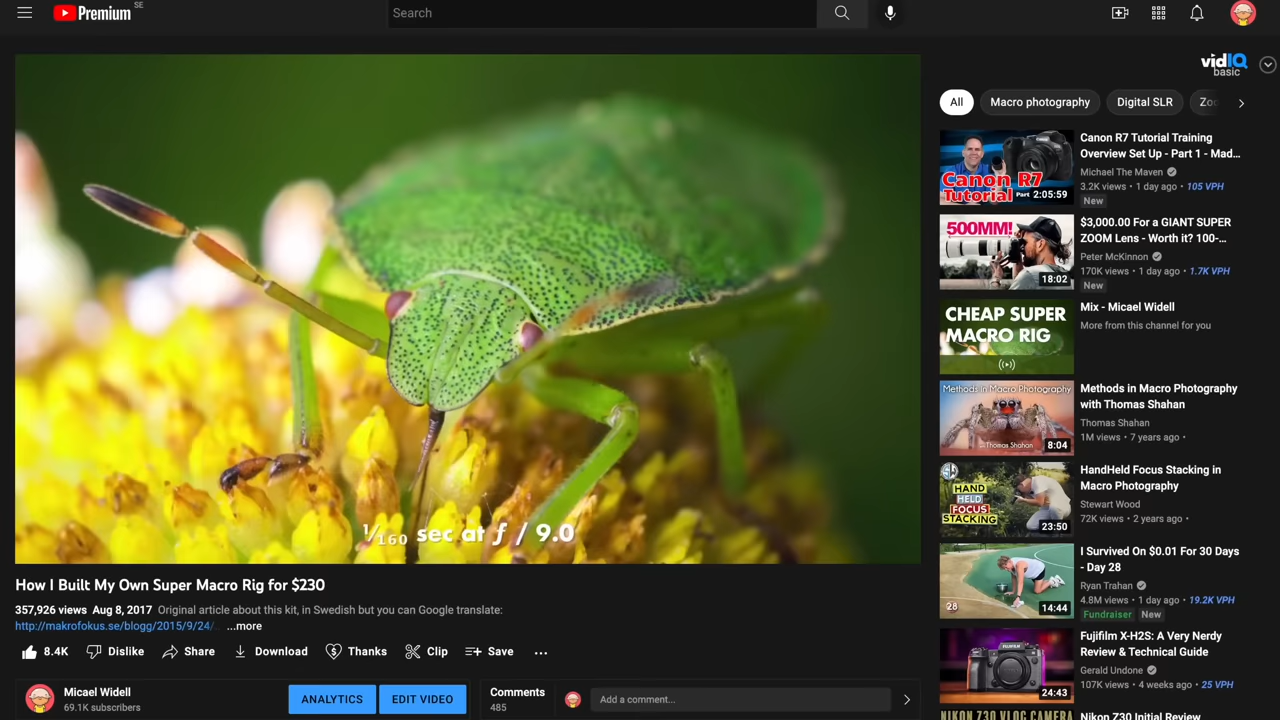 Premium
SE
Search
vidIQ
basic
All
Macro photography
Digital SLR
Canon R7
Tutorial Part
2:05:59
Canon R7 Tutorial Training
Overview Set Up - Part 1 - Mad...
Michael The Maven
3.2K views • 1 day ago • 105 VPH
New
500MM!
18:02
$3,000.00 For a GIANT SUPER
ZOOM Lens - Worth it? 100-...
Peter McKinnon
170K views • 1 day ago • 1.7K VPH
New
CHEAP SUPER
MACRO RIG
Mix - Micael Widell
More from this channel for you
Methods in Macro Photography
with Thomas Shahan
8:04
Methods in Macro Photography
with Thomas Shahan
Thomas Shahan
1M views • 7 years ago •
HAND
HELD
FOCUS
STACKING
23:50
HandHeld Focus Stacking in
Macro Photography
Stewart Wood
72K views • 2 years ago •
28
14:44
I Survived On $0.01 For 30 Days
- Day 28
Ryan Trahan
4.8M views • 1 day ago • 19.2K VPH
Fundraiser New
FUJIFILM
24:43
Fujifilm X-H2S: A Very Nerdy
Review & Technical Guide
Gerald Undone
107K views • 4 weeks ago • 25 VPH
NIKON Z30 VLOG CAMERA
Nikon Z30 Initial Review
1/160 sec at ƒ / 9.0
How I Built My Own Super Macro Rig for $230
357,926 views Aug 8, 2017 Original article about this kit, in Swedish but you can Google translate:
http://makrofokus.se/blogg/2015/9/24/... ...more
8.4K Dislike Share Download Thanks Clip Save ...
Micael Widell
69.1K subscribers
ANALYTICS
EDIT VIDEO
Comments
485
Add a comment...